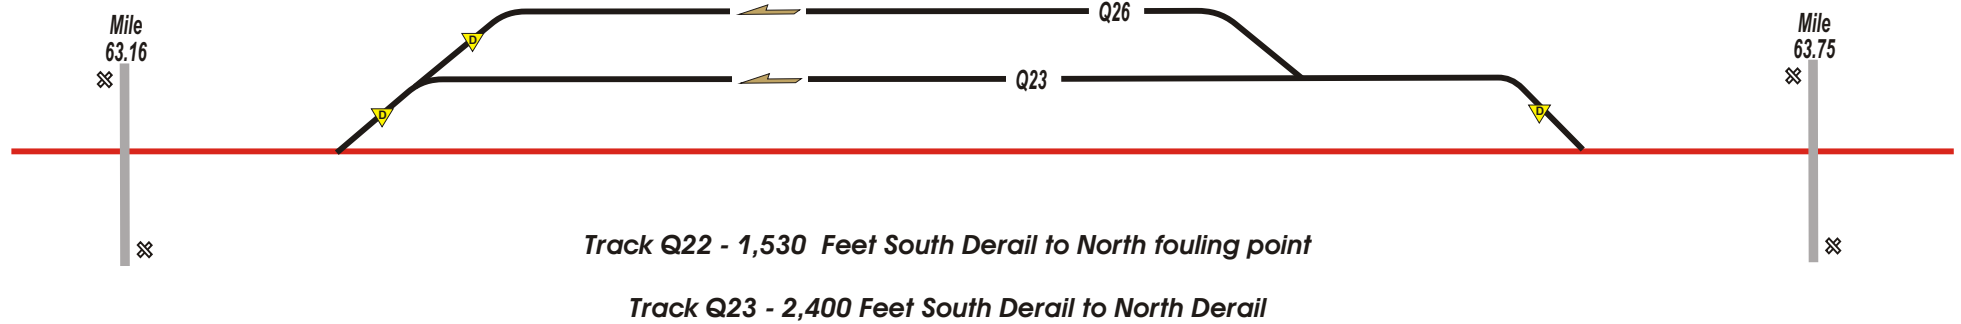 Mile
63.16
D
Q26
D
Q23
D
Mile
63.75
Track Q22 - 1,530 Feet South Derail to North fouling point
Track Q23 - 2,400 Feet South Derail to North Derail